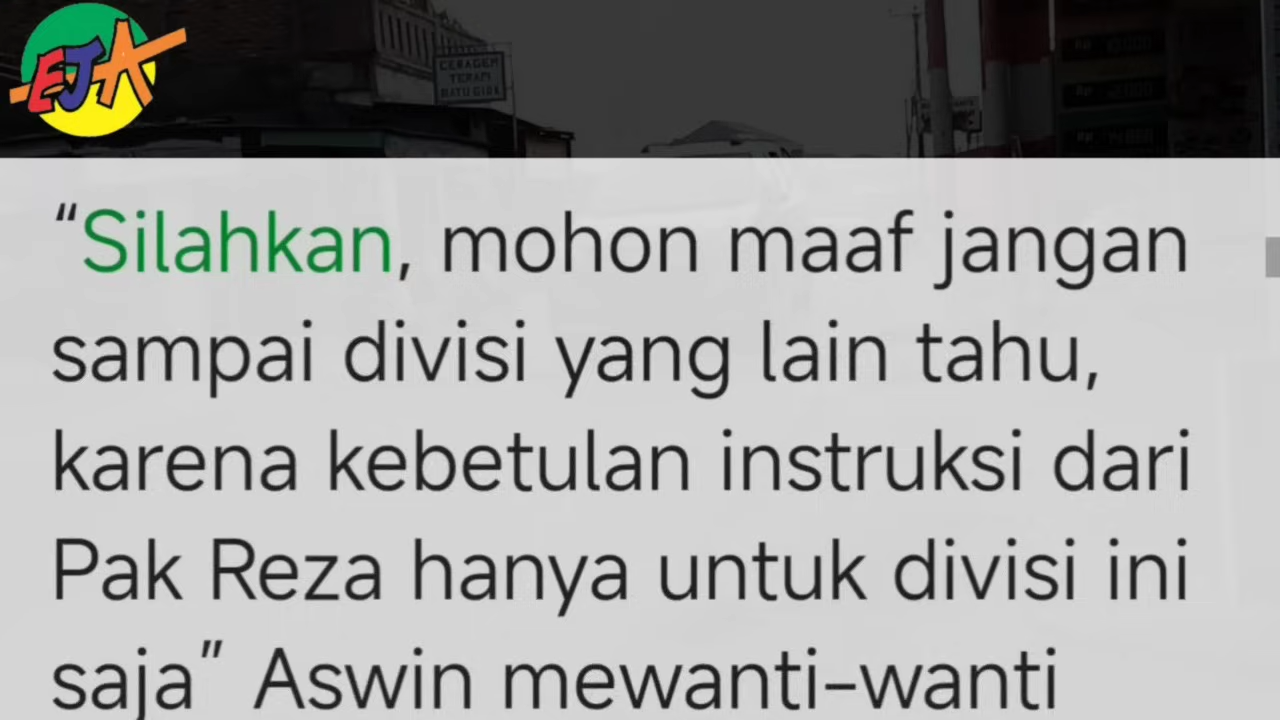 EJA
CERAGEM
TERAPI
BATU GIOK
“Silahkan, mohon maaf jangan
sampai divisi yang lain tahu,
karena kebetulan instruksi dari
Pak Reza hanya untuk divisi ini
saja” Aswin mewanti-wanti